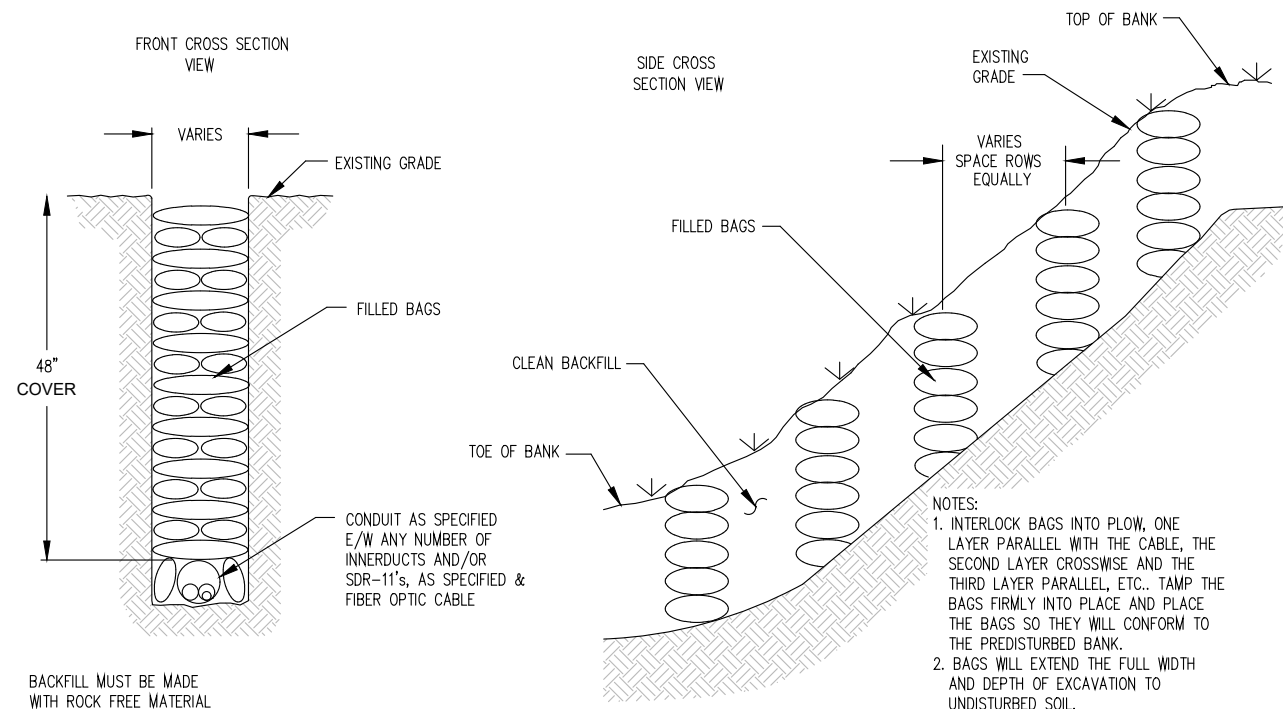 FRONT CROSS SECTION
VIEW
VARIES
EXISTING GRADE
FILLED BAGS
48"
COVER
CONDUIT AS SPECIFIED
E/W ANY NUMBER OF
INNERDUCTS AND/OR
SDR-11's, AS SPECIFIED &
FIBER OPTIC CABLE
BACKFILL MUST BE MADE
WITH ROCK FREE MATERIAL
SIDE CROSS
SECTION VIEW
TOP OF BANK
EXISTING
GRADE
VARIES
SPACE ROWS
EQUALLY
FILLED BAGS
CLEAN BACKFILL
TOE OF BANK
NOTES:
1. INTERLOCK BAGS INTO PLOW, ONE
LAYER PARALLEL WITH THE CABLE, THE
SECOND LAYER CROSSWISE AND THE
THIRD LAYER PARALLEL, ETC.. TAMP THE
BAGS FIRMLY INTO PLACE AND PLACE
THE BAGS SO THEY WILL CONFORM TO
THE PREDISTURBED BANK.
2. BAGS WILL EXTEND THE FULL WIDTH
AND DEPTH OF EXCAVATION TO
UNDISTURBED SOIL.